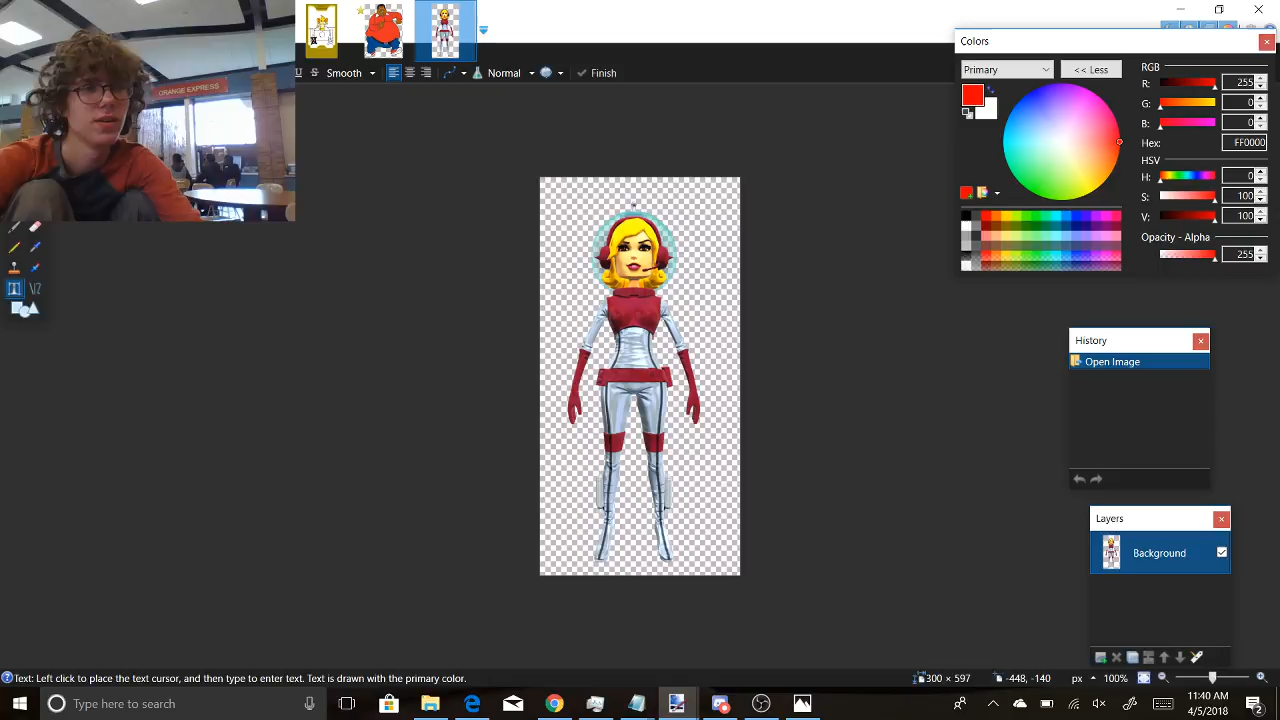 ORANGE EXPRESS
Smooth
Normal
Finish
Colors
Primary
<< Less
RGB
R:
255
G:
0
B:
0
Hex:
FF0000
HSV
H:
0
S:
100
V:
100
Opacity - Alpha
255
History
Open Image
Layers
Background
Text: Left click to place the text cursor, and then type to enter text. Text is drawn with the primary color.
300 × 597
-448, -140
px
100%
Type here to search
11:40 AM
4/5/2018
2